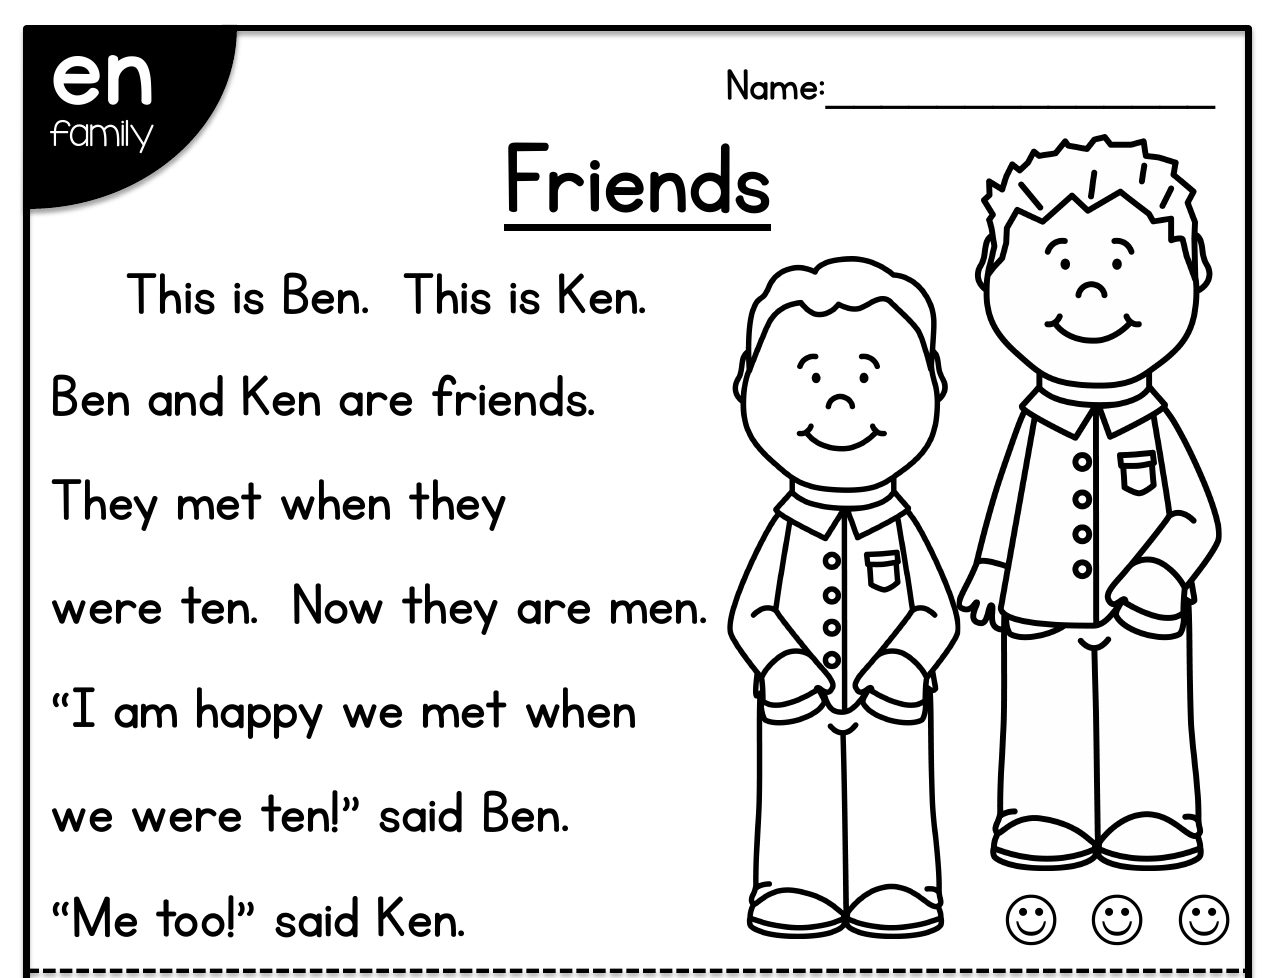 en
family
Name:
Friends
This is Ben. This is Ken.
Ben and Ken are friends.
They met when they
were ten. Now they are men.
“I am happy we met when
we were ten!” said Ben.
“Me too!” said Ken.